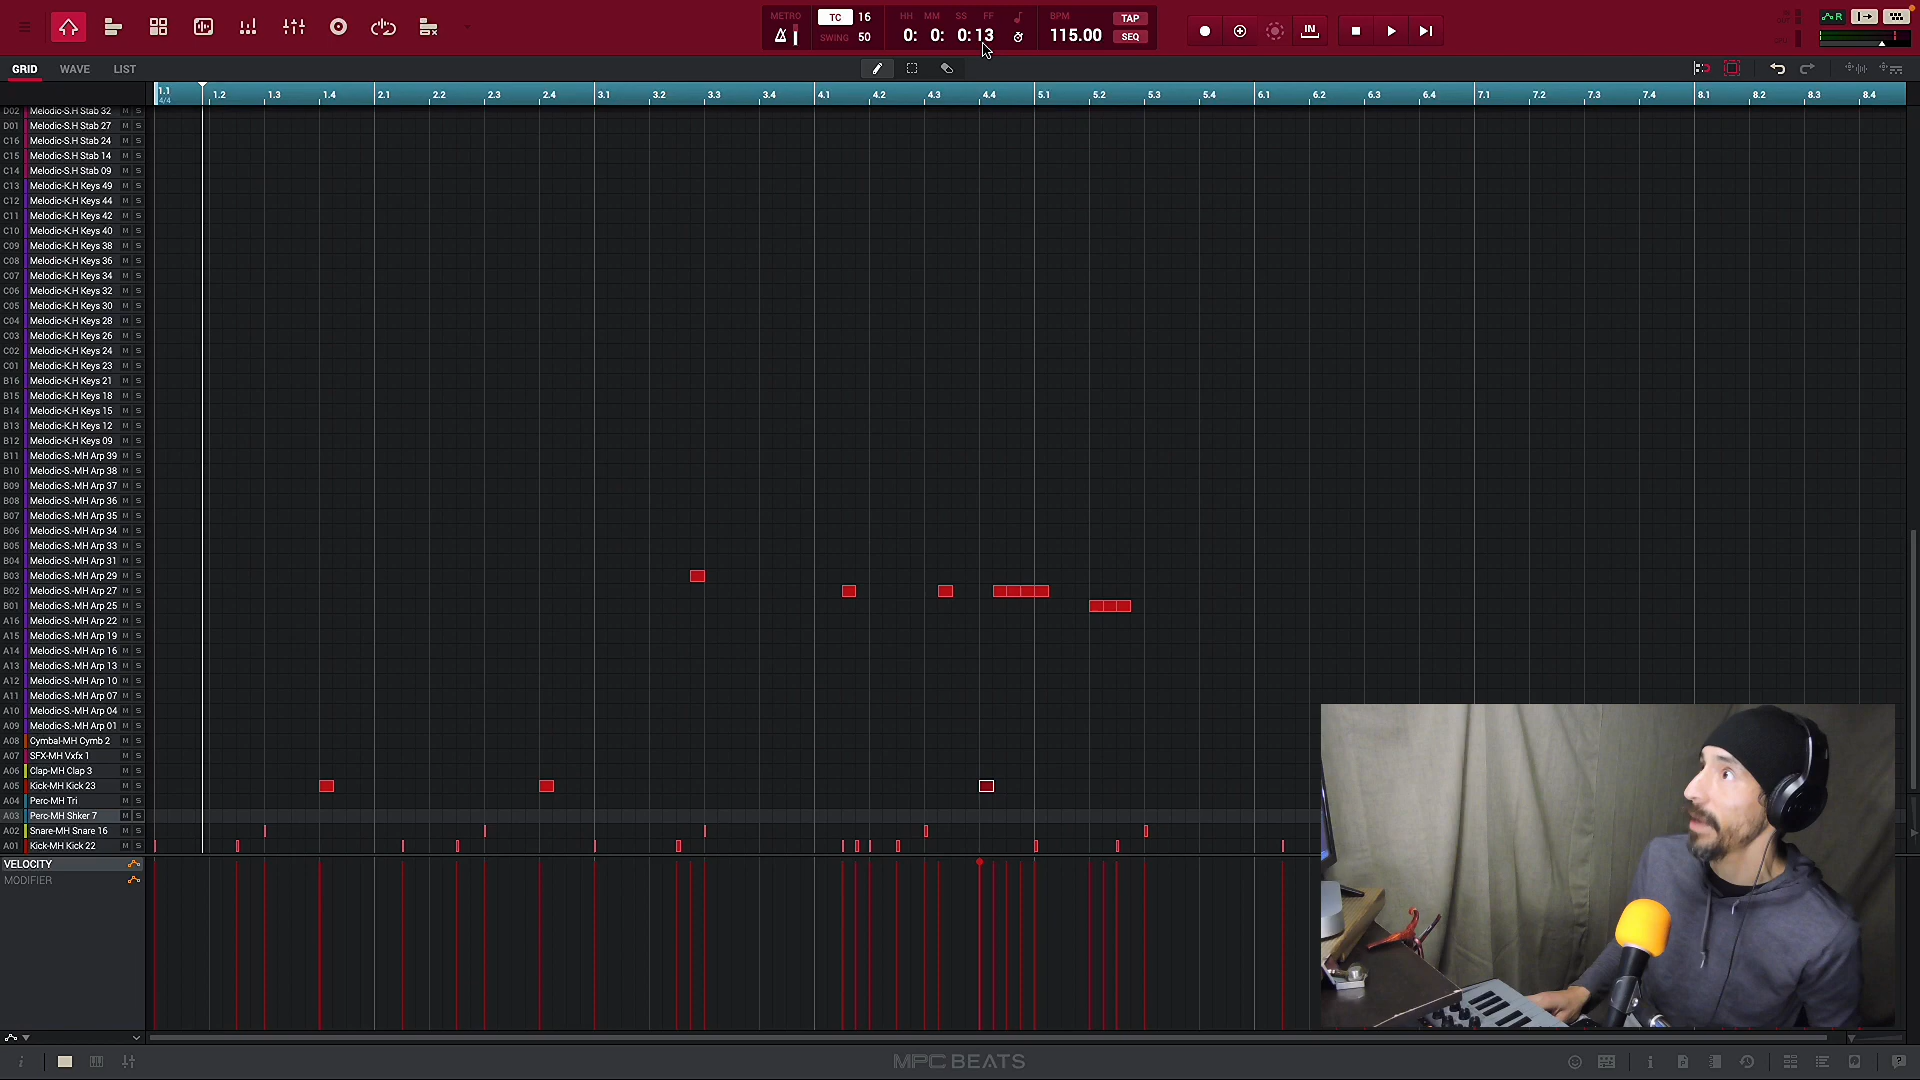 METRO TC 16 HH MM SS FF BPM TAP
SWING 50 0: 0: 0: 13 115.00 SEQ
IN
R
GRID WAVE LIST
1.1 1.2 1.3 1.4 2.1 2.2 2.3 2.4 3.1 3.2 3.3 3.4 4.1 4.2 4.3 4.4 5.1 5.2 5.3 5.4 6.1 6.2 6.3 6.4 7.1 7.2 7.3 7.4 8.1 8.2 8.3 8.4
4/4
D02 Melodic-S.H Stab 32 M S
D01 Melodic-S.H Stab 27 M S
C16 Melodic-S.H Stab 24 M S
C15 Melodic-S.H Stab 14 M S
C14 Melodic-S.H Stab 09 M S
C13 Melodic-K.H Keys 49 M S
C12 Melodic-K.H Keys 44 M S
C11 Melodic-K.H Keys 42 M S
C10 Melodic-K.H Keys 40 M S
C09 Melodic-K.H Keys 38 M S
C08 Melodic-K.H Keys 36 M S
C07 Melodic-K.H Keys 34 M S
C06 Melodic-K.H Keys 32 M S
C05 Melodic-K.H Keys 30 M S
C04 Melodic-K.H Keys 28 M S
C03 Melodic-K.H Keys 26 M S
C02 Melodic-K.H Keys 24 M S
C01 Melodic-K.H Keys 23 M S
B16 Melodic-K.H Keys 21 M S
B15 Melodic-K.H Keys 18 M S
B14 Melodic-K.H Keys 15 M S
B13 Melodic-K.H Keys 12 M S
B12 Melodic-K.H Keys 09 M S
B11 Melodic-S.-MH Arp 39 M S
B10 Melodic-S.-MH Arp 38 M S
B09 Melodic-S.-MH Arp 37 M S
B08 Melodic-S.-MH Arp 36 M S
B07 Melodic-S.-MH Arp 35 M S
B06 Melodic-S.-MH Arp 34 M S
B05 Melodic-S.-MH Arp 33 M S
B04 Melodic-S.-MH Arp 31 M S
B03 Melodic-S.-MH Arp 29 M S
B02 Melodic-S.-MH Arp 27 M S
B01 Melodic-S.-MH Arp 25 M S
A16 Melodic-S.-MH Arp 22 M S
A15 Melodic-S.-MH Arp 19 M S
A14 Melodic-S.-MH Arp 16 M S
A13 Melodic-S.-MH Arp 13 M S
A12 Melodic-S.-MH Arp 10 M S
A11 Melodic-S.-MH Arp 07 M S
A10 Melodic-S.-MH Arp 04 M S
A09 Melodic-S.-MH Arp 01 M S
A08 Cymbal-MH Cymb 2 M S
A07 SFX-MH Vxfx 1 M S
A06 Clap-MH Clap 3 M S
A05 Kick-MH Kick 23 M S
A04 Perc-MH Tri M S
A03 Perc-MH Shker 7 M S
A02 Snare-MH Snare 16 M S
A01 Kick-MH Kick 22 M S
VELOCITY
MODIFIER
MPC BEATS